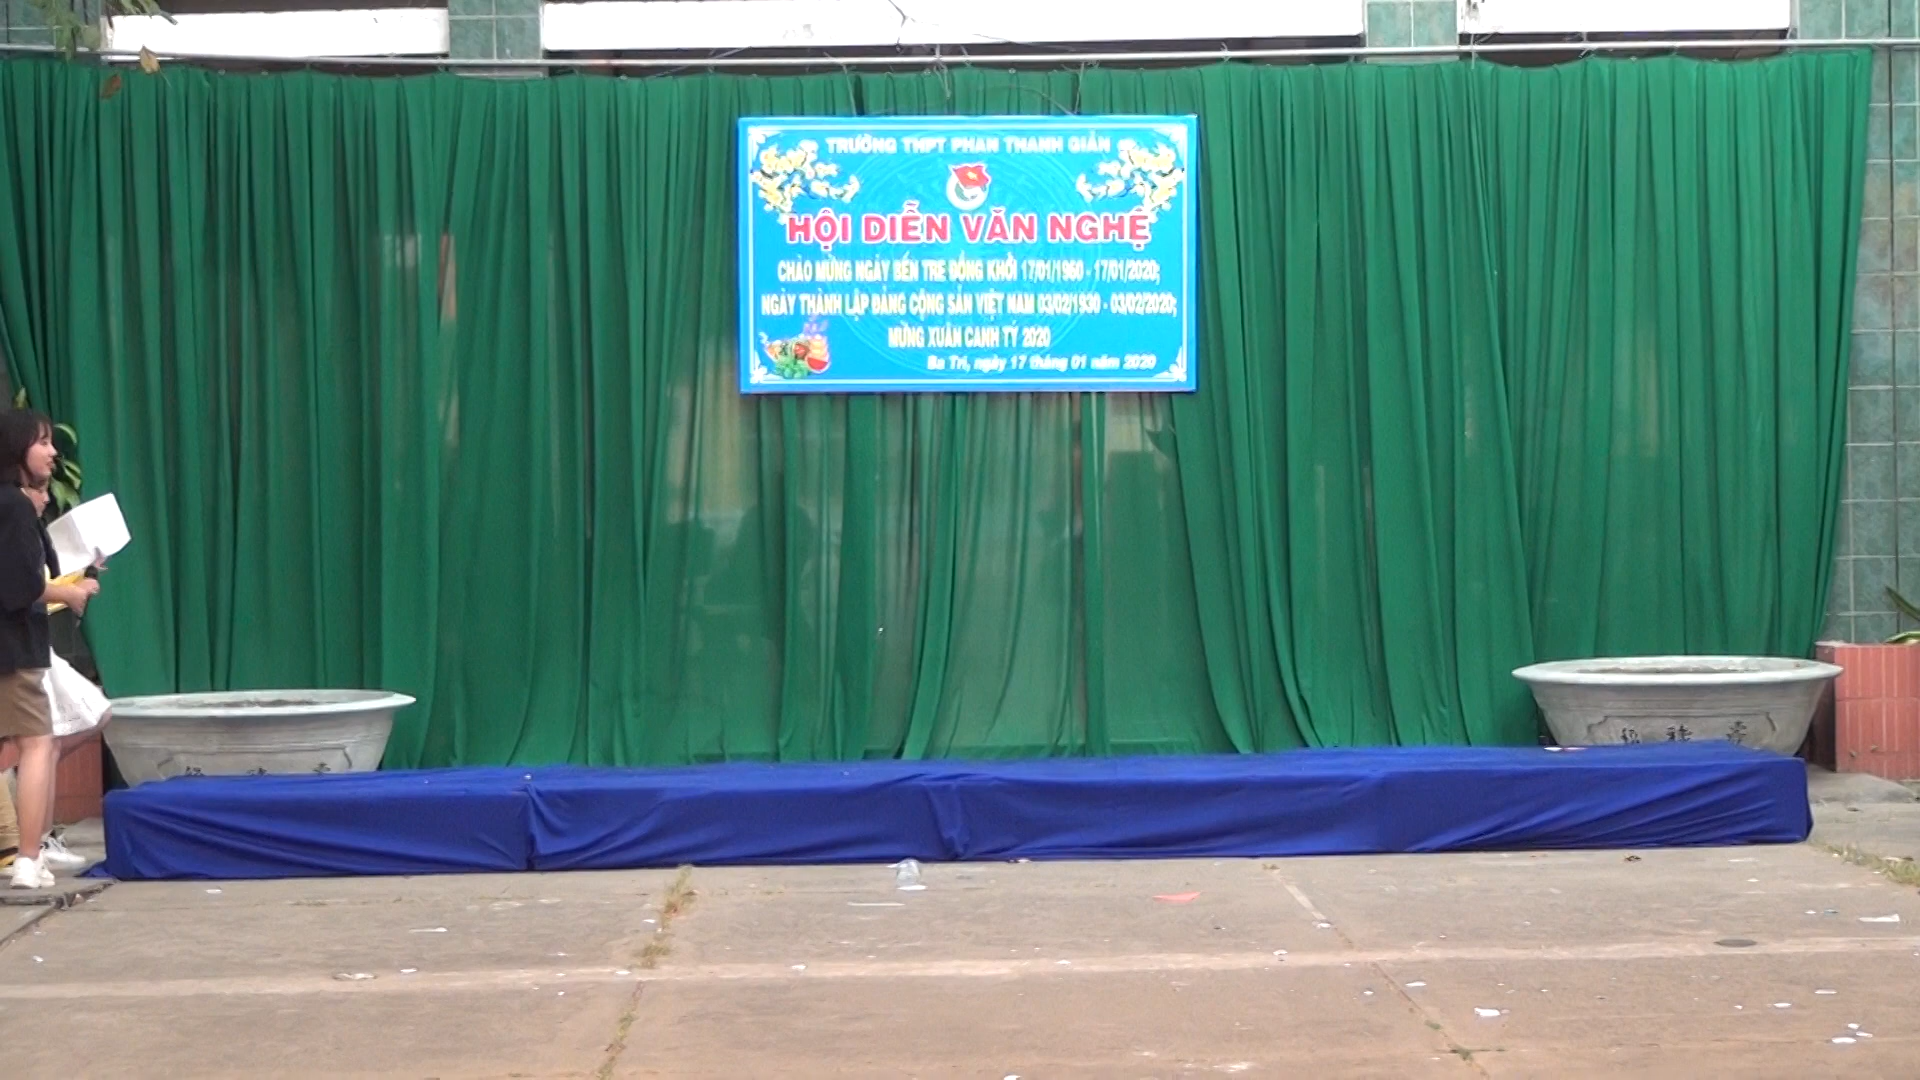 TRƯỜNG THPT PHAN THANH GIẢN
HỘI DIỄN VĂN NGHỆ
CHÀO MỪNG NGÀY BẾN TRE ĐỒNG KHỞI 17/01/1960 - 17/01/2020;
NGÀY THÀNH LẬP ĐẢNG CỘNG SẢN VIỆT NAM 03/02/1930 - 03/02/2020;
MỪNG XUÂN CANH TÝ 2020
Ba Tri, ngày 17 tháng 01 năm 2020